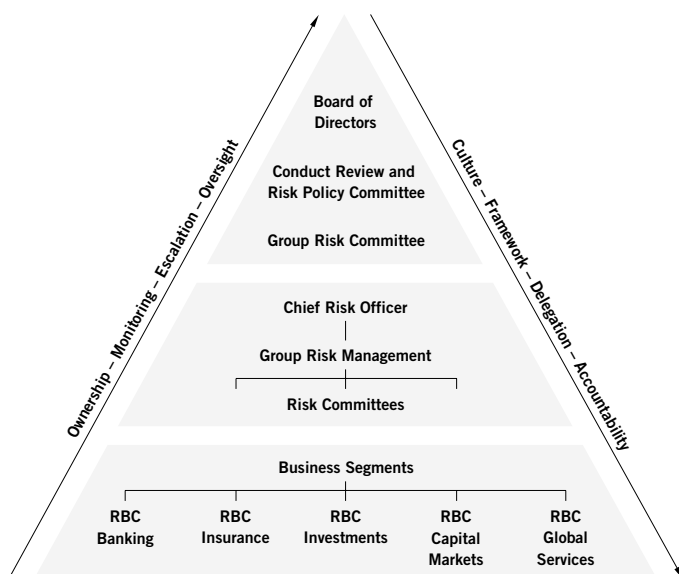 Board of
Directors
Conduct Review and
Risk Policy Committee
Group Risk Committee
Ownership – Monitoring – Escalation – Oversight
Culture – Framework – Delegation – Accountability
Chief Risk Officer
Group Risk Management
Risk Committees
Business Segments
RBC
Banking
RBC
Insurance
RBC
Investments
RBC
Capital
Markets
RBC
Global
Services